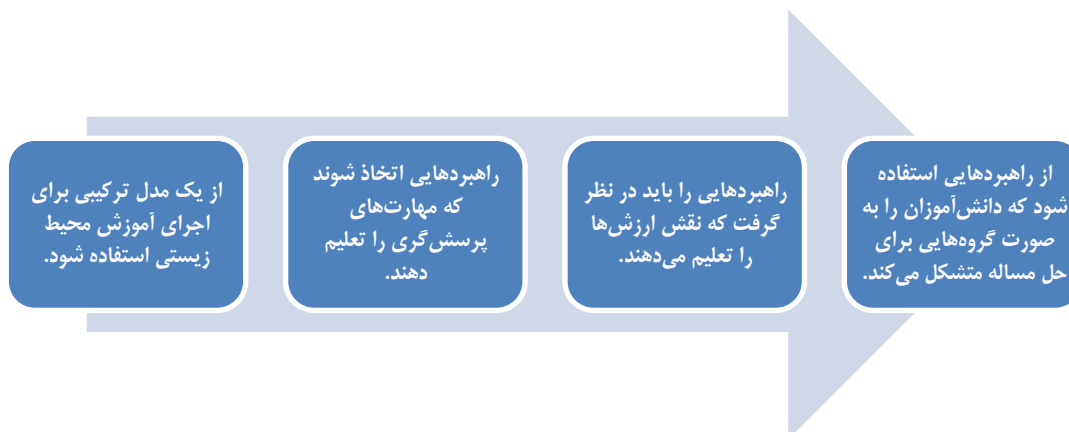 از راهبردهایی استفاده
شود که دانش‌آموزان را به
صورت گروه‌هایی برای
حل مساله متشکل می‌کند.
راهبردهایی را باید در نظر
گرفت که نقش ارزش‌ها
را تعلیم می‌دهند.
راهبردهایی اتخاذ شوند
که مهارت‌های
پرسش‌گری را تعلیم
دهند.
از یک مدل ترکیبی برای
اجرای آموزش محیط
زیستی استفاده شود.